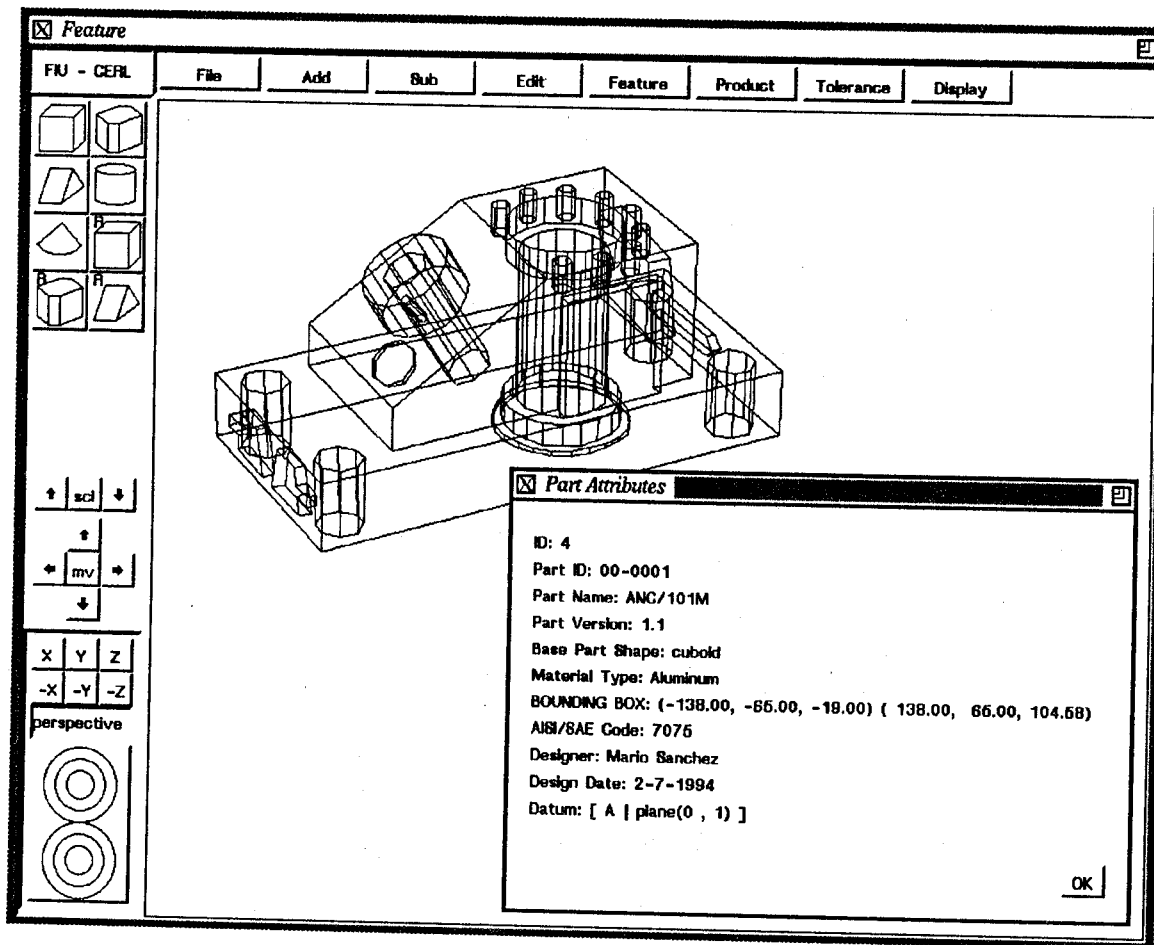 Feature
FIU - CERL
File Add Sub Edit Feature Product Tolerance Display
R
R R
scl
mv
X Y Z
-X -Y -Z
perspective
Part Attributes
ID: 4
Part ID: 00-0001
Part Name: ANC/101M
Part Version: 1.1
Base Part Shape: cuboid
Material Type: Aluminum
BOUNDING BOX: (-138.00, -65.00, -19.00) ( 138.00, 65.00, 104.58)
AISI/SAE Code: 7075
Designer: Mario Sanchez
Design Date: 2-7-1994
Datum: [ A | plane(0 , 1) ]
OK